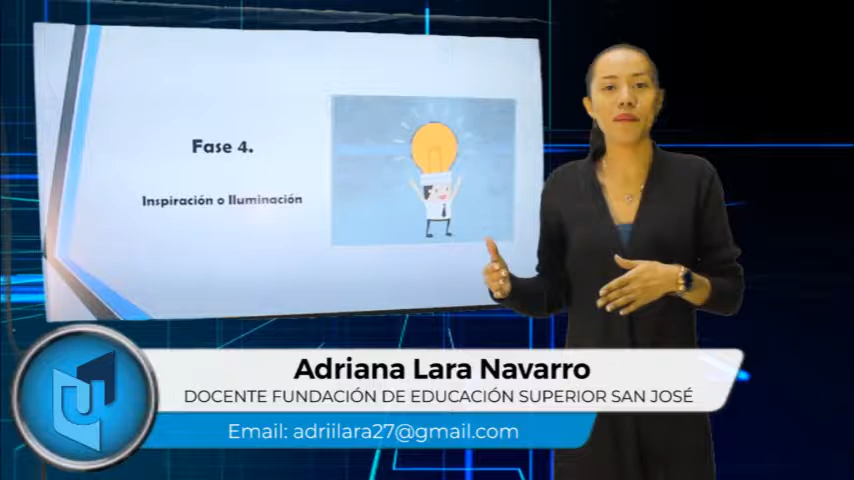 Fase 4.
Inspiración o Iluminación
Adriana Lara Navarro
DOCENTE FUNDACIÓN DE EDUCACIÓN SUPERIOR SAN JOSÉ
Email: adriilara27@gmail.com